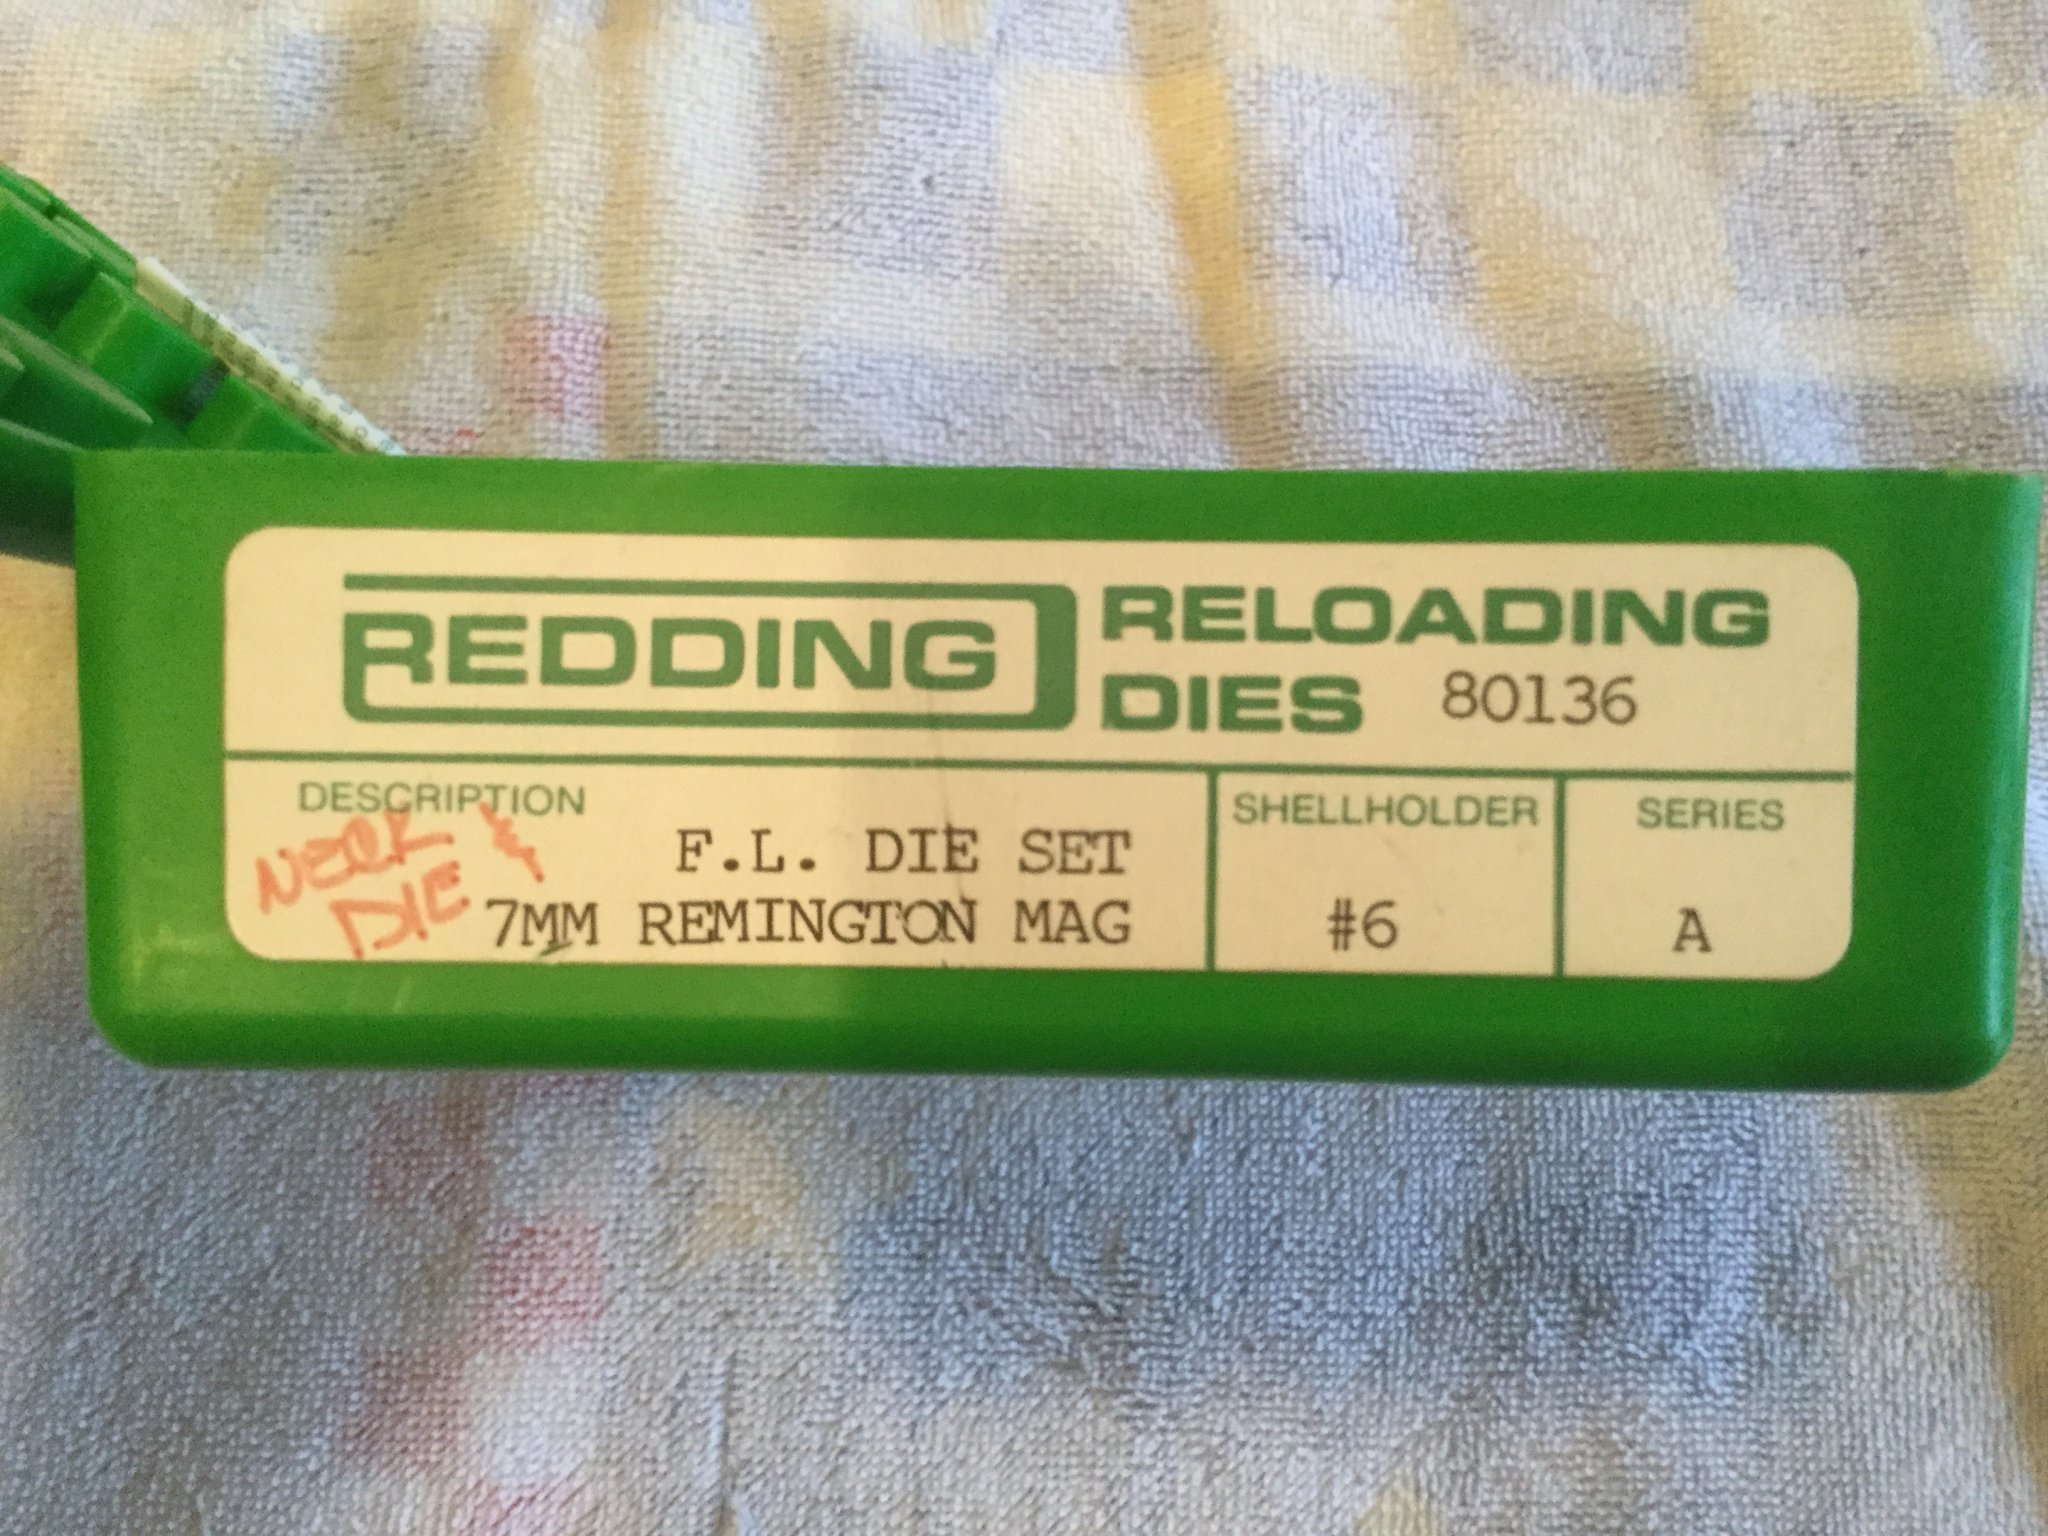 REDDING RELOADING
DIES 80136
DESCRIPTION
NECK &
DIE
F.L. DIE SET
7MM REMINGTON MAG
SHELLHOLDER
#6
SERIES
A